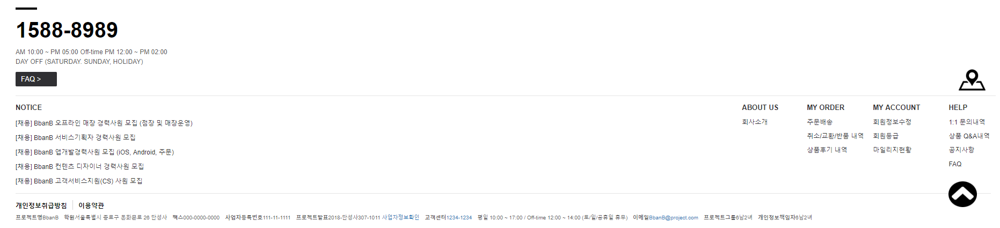 1588-8989
AM 10:00 ~ PM 05:00 Off-time PM 12:00 ~ PM 02:00
DAY OFF (SATURDAY. SUNDAY, HOLIDAY)
FAQ >
NOTICE
[채용] BbanB 오프라인 매장 경력사원 모집 (점장 및 매장운영)
[채용] BbanB 서비스기획자 경력사원 모집
[채용] BbanB 앱개발경력사원 모집 (iOS, Android, 주문)
[채용] BbanB 컨텐츠 디자이너 경력사원 모집
[채용] BbanB 고객서비스지원(CS) 사원 모집
ABOUT US
회사소개
MY ORDER
주문배송
취소/교환/반품 내역
상품후기 내역
MY ACCOUNT
회원정보수정
회원등급
마일리지현황
HELP
1:1 문의내역
상품 Q&A내역
공지사항
FAQ
개인정보취급방침 이용약관
프로젝트명BbanB 학원서울특별시 종로구 돈화문로 26 단성사 팩스000-0000-0000 사업자등록번호111-11-1111 프로젝트발표2018-단성사307-1011 사업자정보확인 고객센터1234-1234 평일 10:00 ~ 17:00 / Off-time 12:00 ~ 14:00 (토/일/공휴일 휴무) 이메일BbanB@project.com 프로젝트그룹6남2녀 개인정보책임자6남2녀